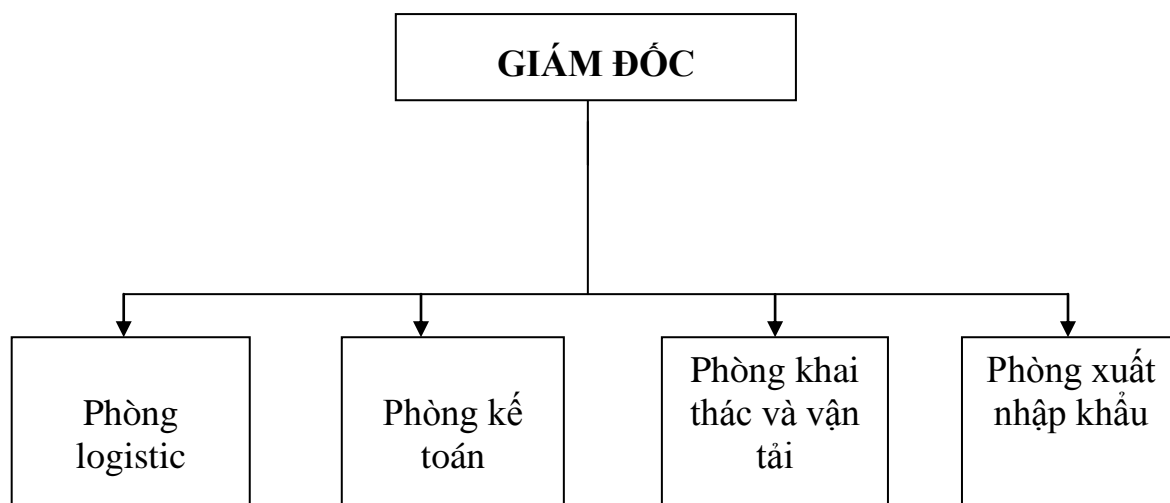 GIÁM ĐỐC
Phòng
logistic
Phòng kế
toán
Phòng khai
thác và vận
tải
Phòng xuất
nhập khẩu